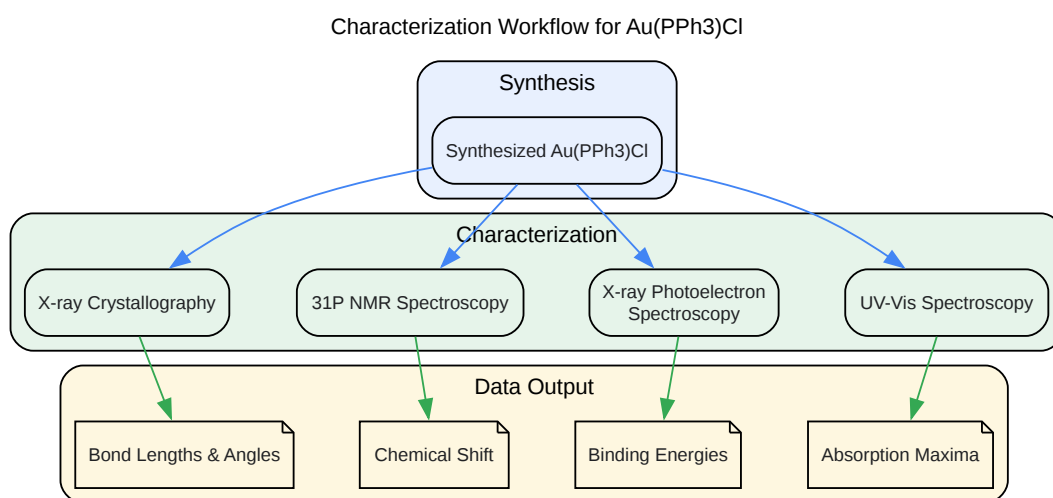 Characterization Workflow for Au(PPh3)Cl
Synthesis
Synthesized Au(PPh3)Cl
Characterization
X-ray Crystallography
31P NMR Spectroscopy
X-ray Photoelectron
Spectroscopy
UV-Vis Spectroscopy
Data Output
Bond Lengths & Angles
Chemical Shift
Binding Energies
Absorption Maxima